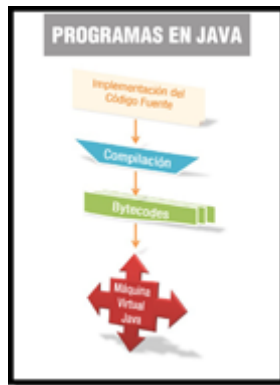 PROGRAMAS EN JAVA
Implementación del
Código Fuente
Compilación
Bytecodes
Máquina
Virtual
Java